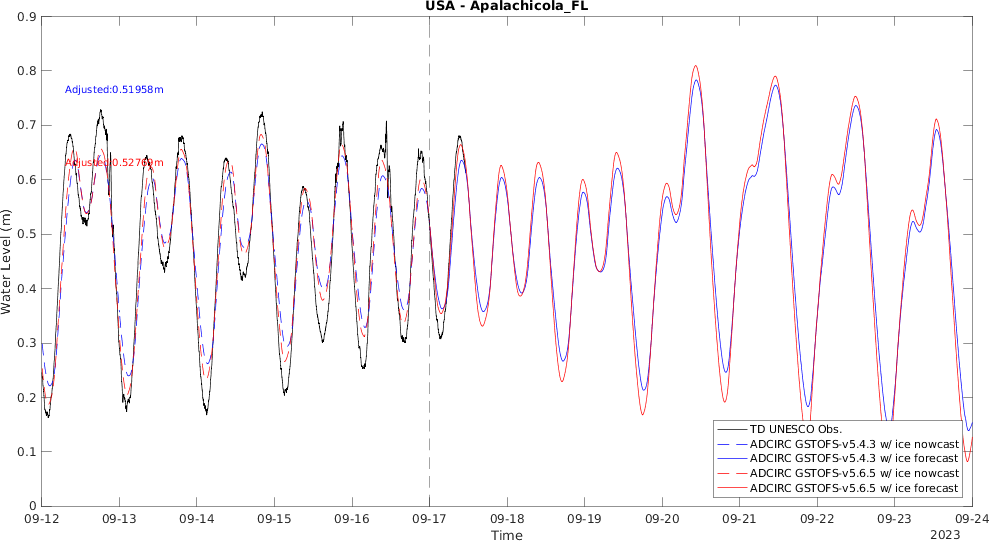 USA - Apalachicola_FL
0.9
0.8
0.7
0.6
0.5
0.4
0.3
0.2
0.1
0
Water Level (m)
Adjusted:0.51958m
Adjusted:0.52769m
TD UNESCO Obs.
ADCIRC GSTOFS-v5.4.3 w/ ice nowcast
ADCIRC GSTOFS-v5.4.3 w/ ice forecast
ADCIRC GSTOFS-v5.6.5 w/ ice nowcast
ADCIRC GSTOFS-v5.6.5 w/ ice forecast
09-12 09-13 09-14 09-15 09-16 09-17 09-18 09-19 09-20 09-21 09-22 09-23 09-24
Time
2023